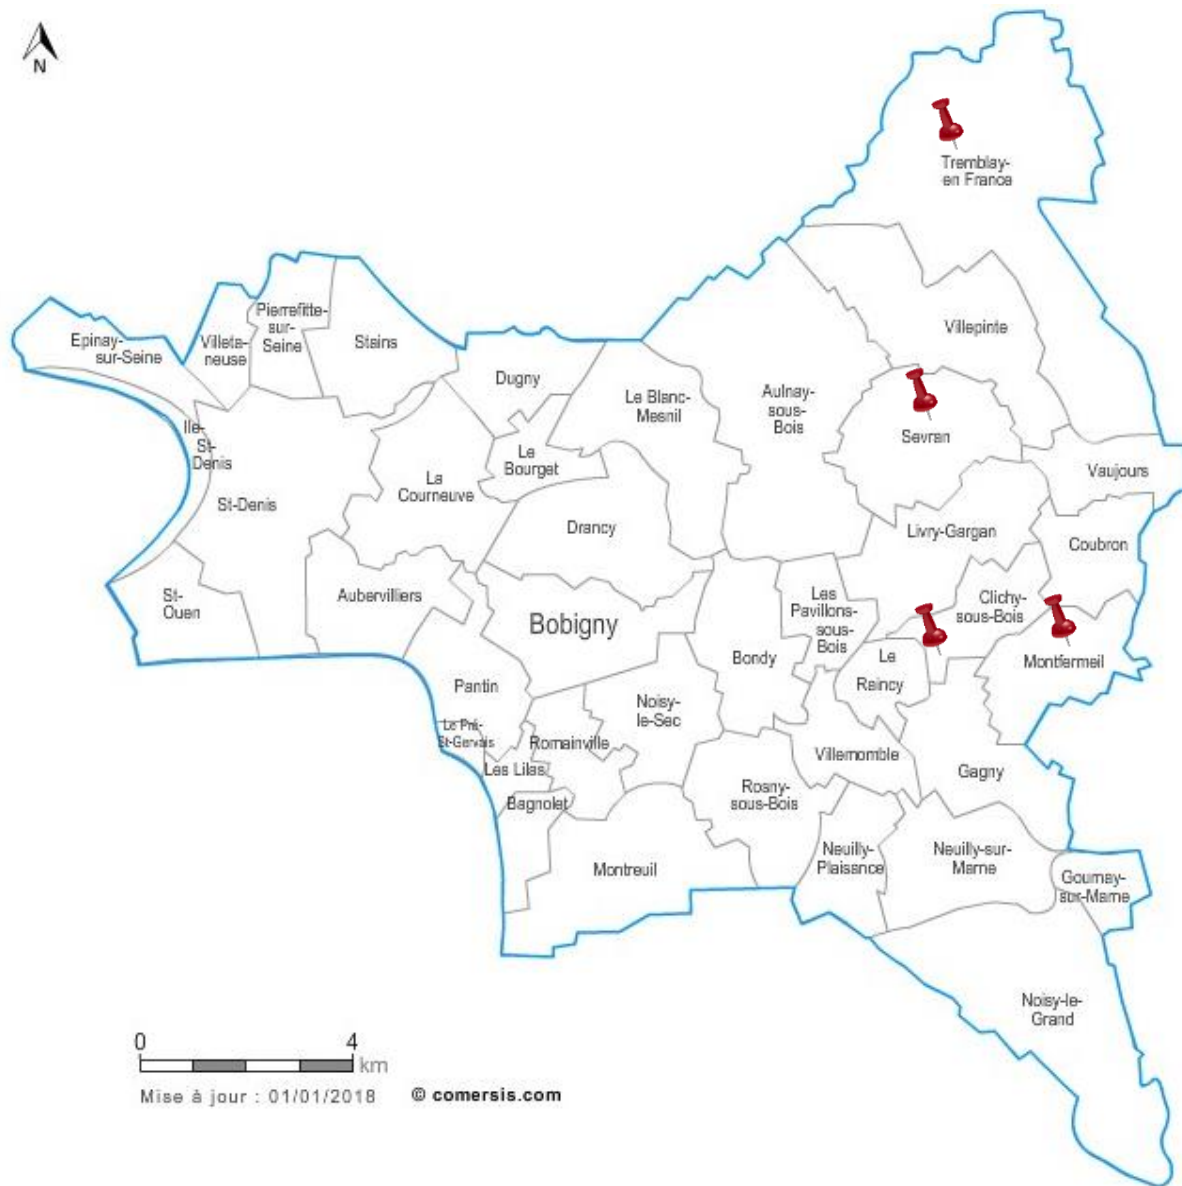 N
Tremblay-
en France
Villepinte
Pierrefitte-
sur-
Seine
Stains
Villeta-
neuse
Epinay-
sur-Seine
Dugny
Le Blanc-
Mesnil
Aulnay-
sous-
Bois
Sevran
Ile-
St-
Denis
St-Denis
La
Courneuve
Le
Bourget
Drancy
Vaujours
Livry-Gargan
Coubron
St-
Ouen
Aubervilliers
Bobigny
Les
Pavillons-
sous-
Bois
Clichy-
sous-Bois
Bondy
Le
Raincy
Montfermeil
Pantin
Noisy-
le-Sec
Le Pré-
St-Gervais
Romainville
Villemomble
Gagny
Les Lilas
Bagnolet
Rosny-
sous-Bois
Montreuil
Neuilly-
Plaisance
Neuilly-sur-
Marne
Gournay-
sur-Marne
Noisy-le-
Grand
0 4
km
Mise à jour : 01/01/2018 © comersis.com